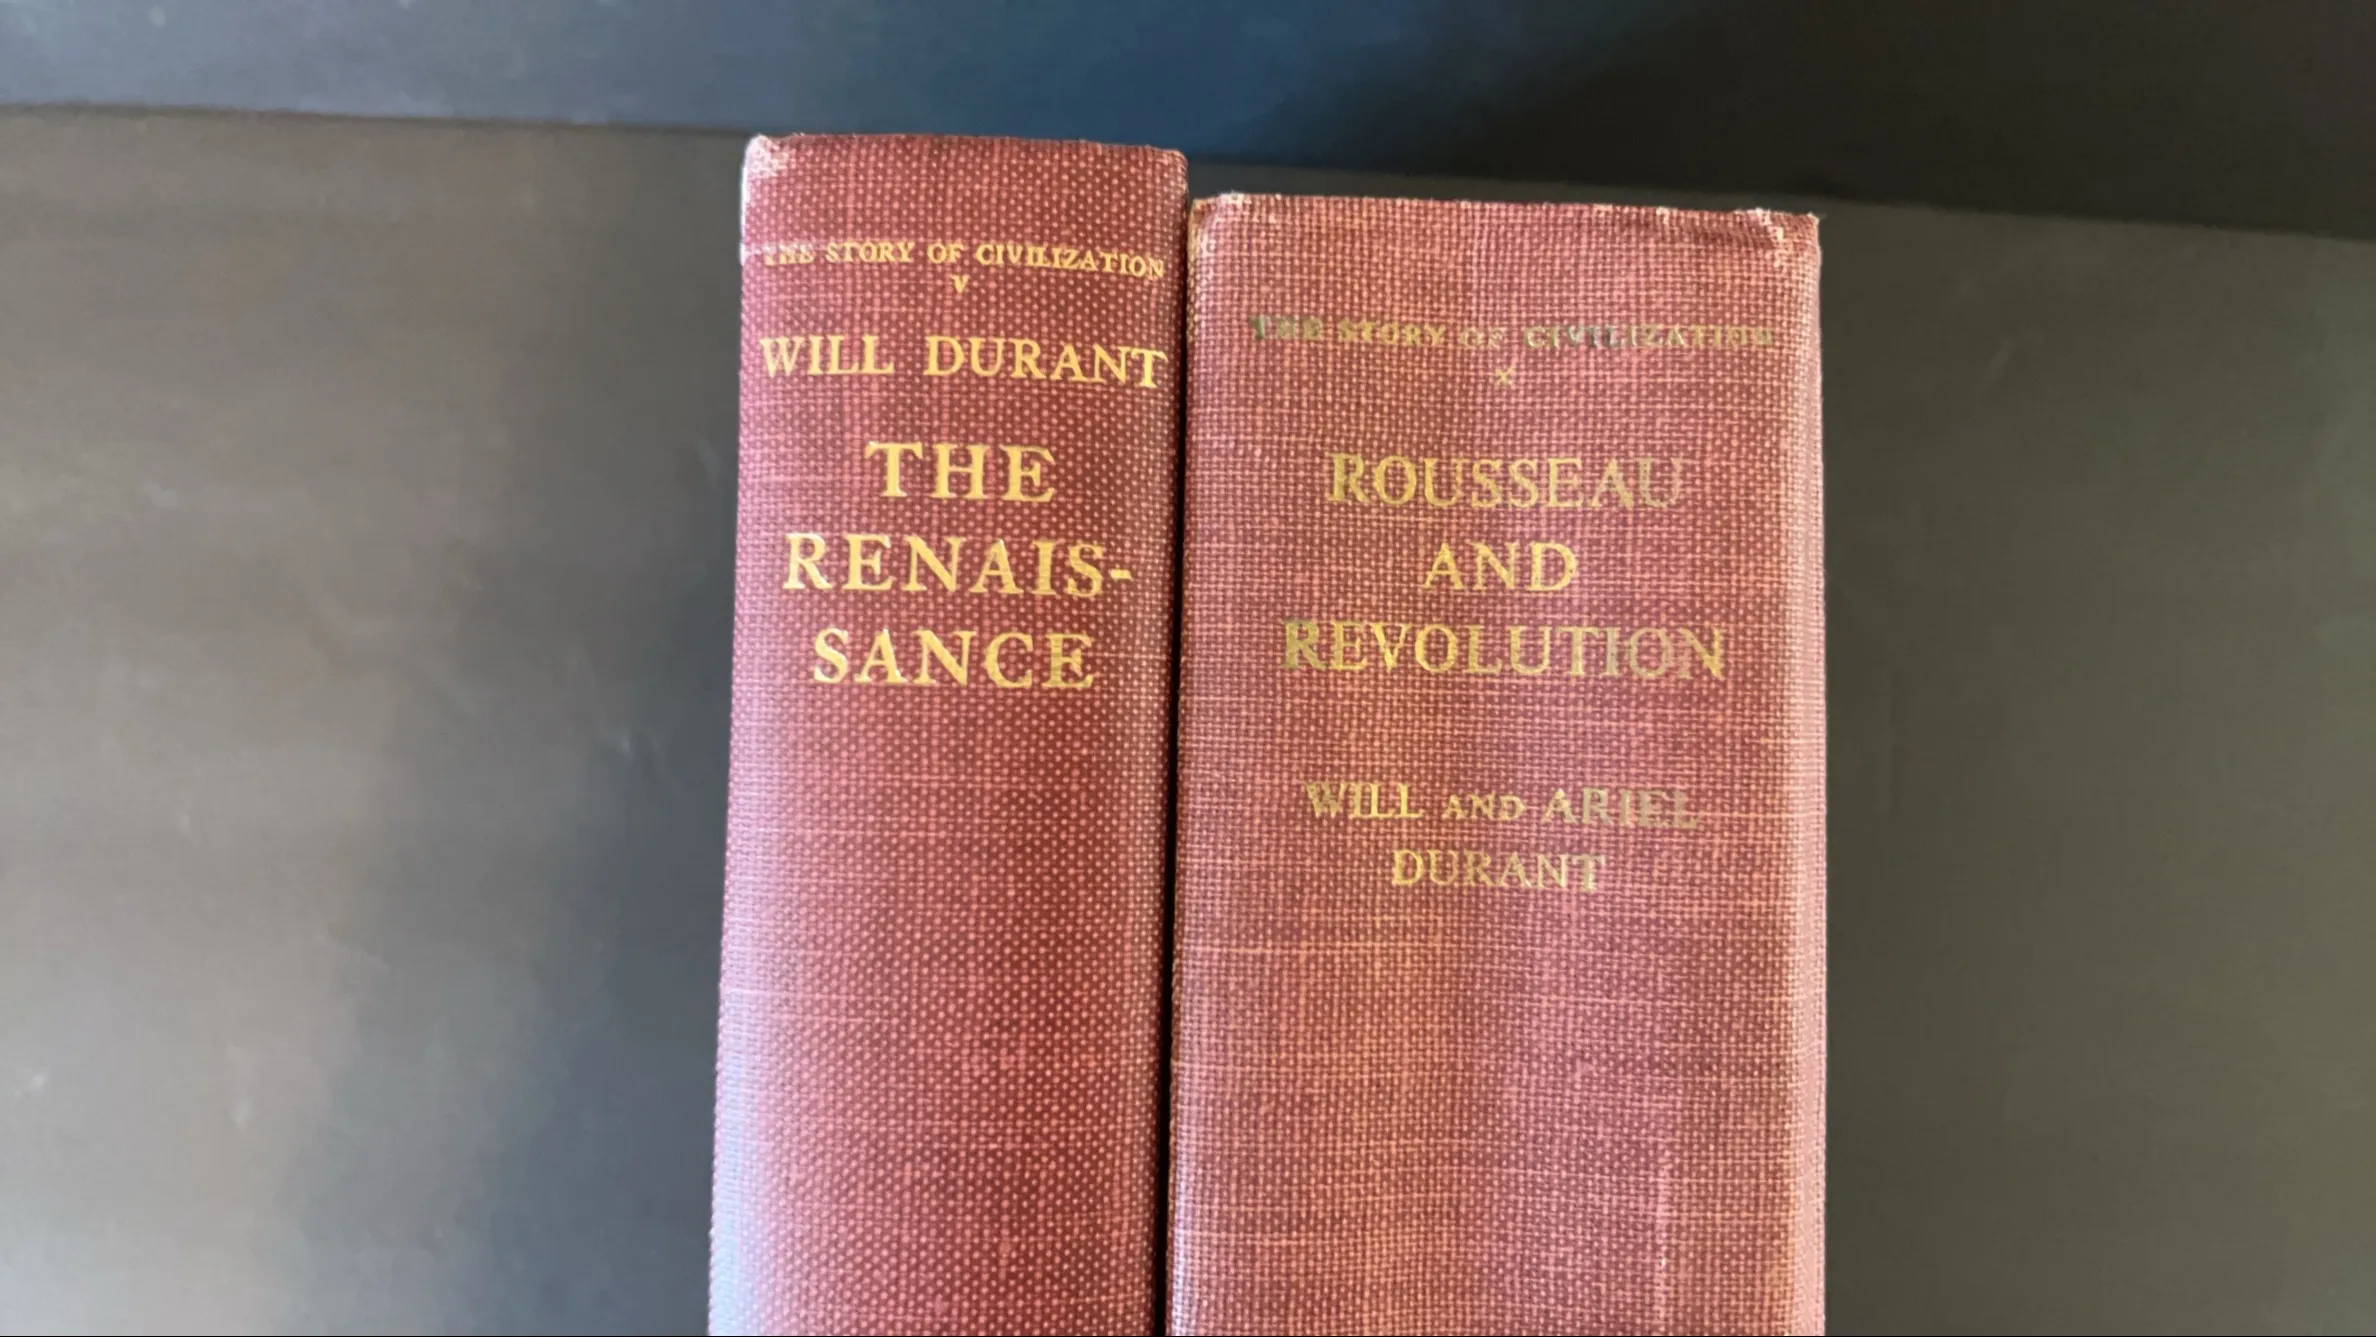 THE STORY OF CIVILIZATION
V
WILL DURANT
THE
RENAIS-
SANCE
THE STORY OF CIVILIZATION
X
ROUSSEAU
AND
REVOLUTION
WILL AND ARIEL
DURANT